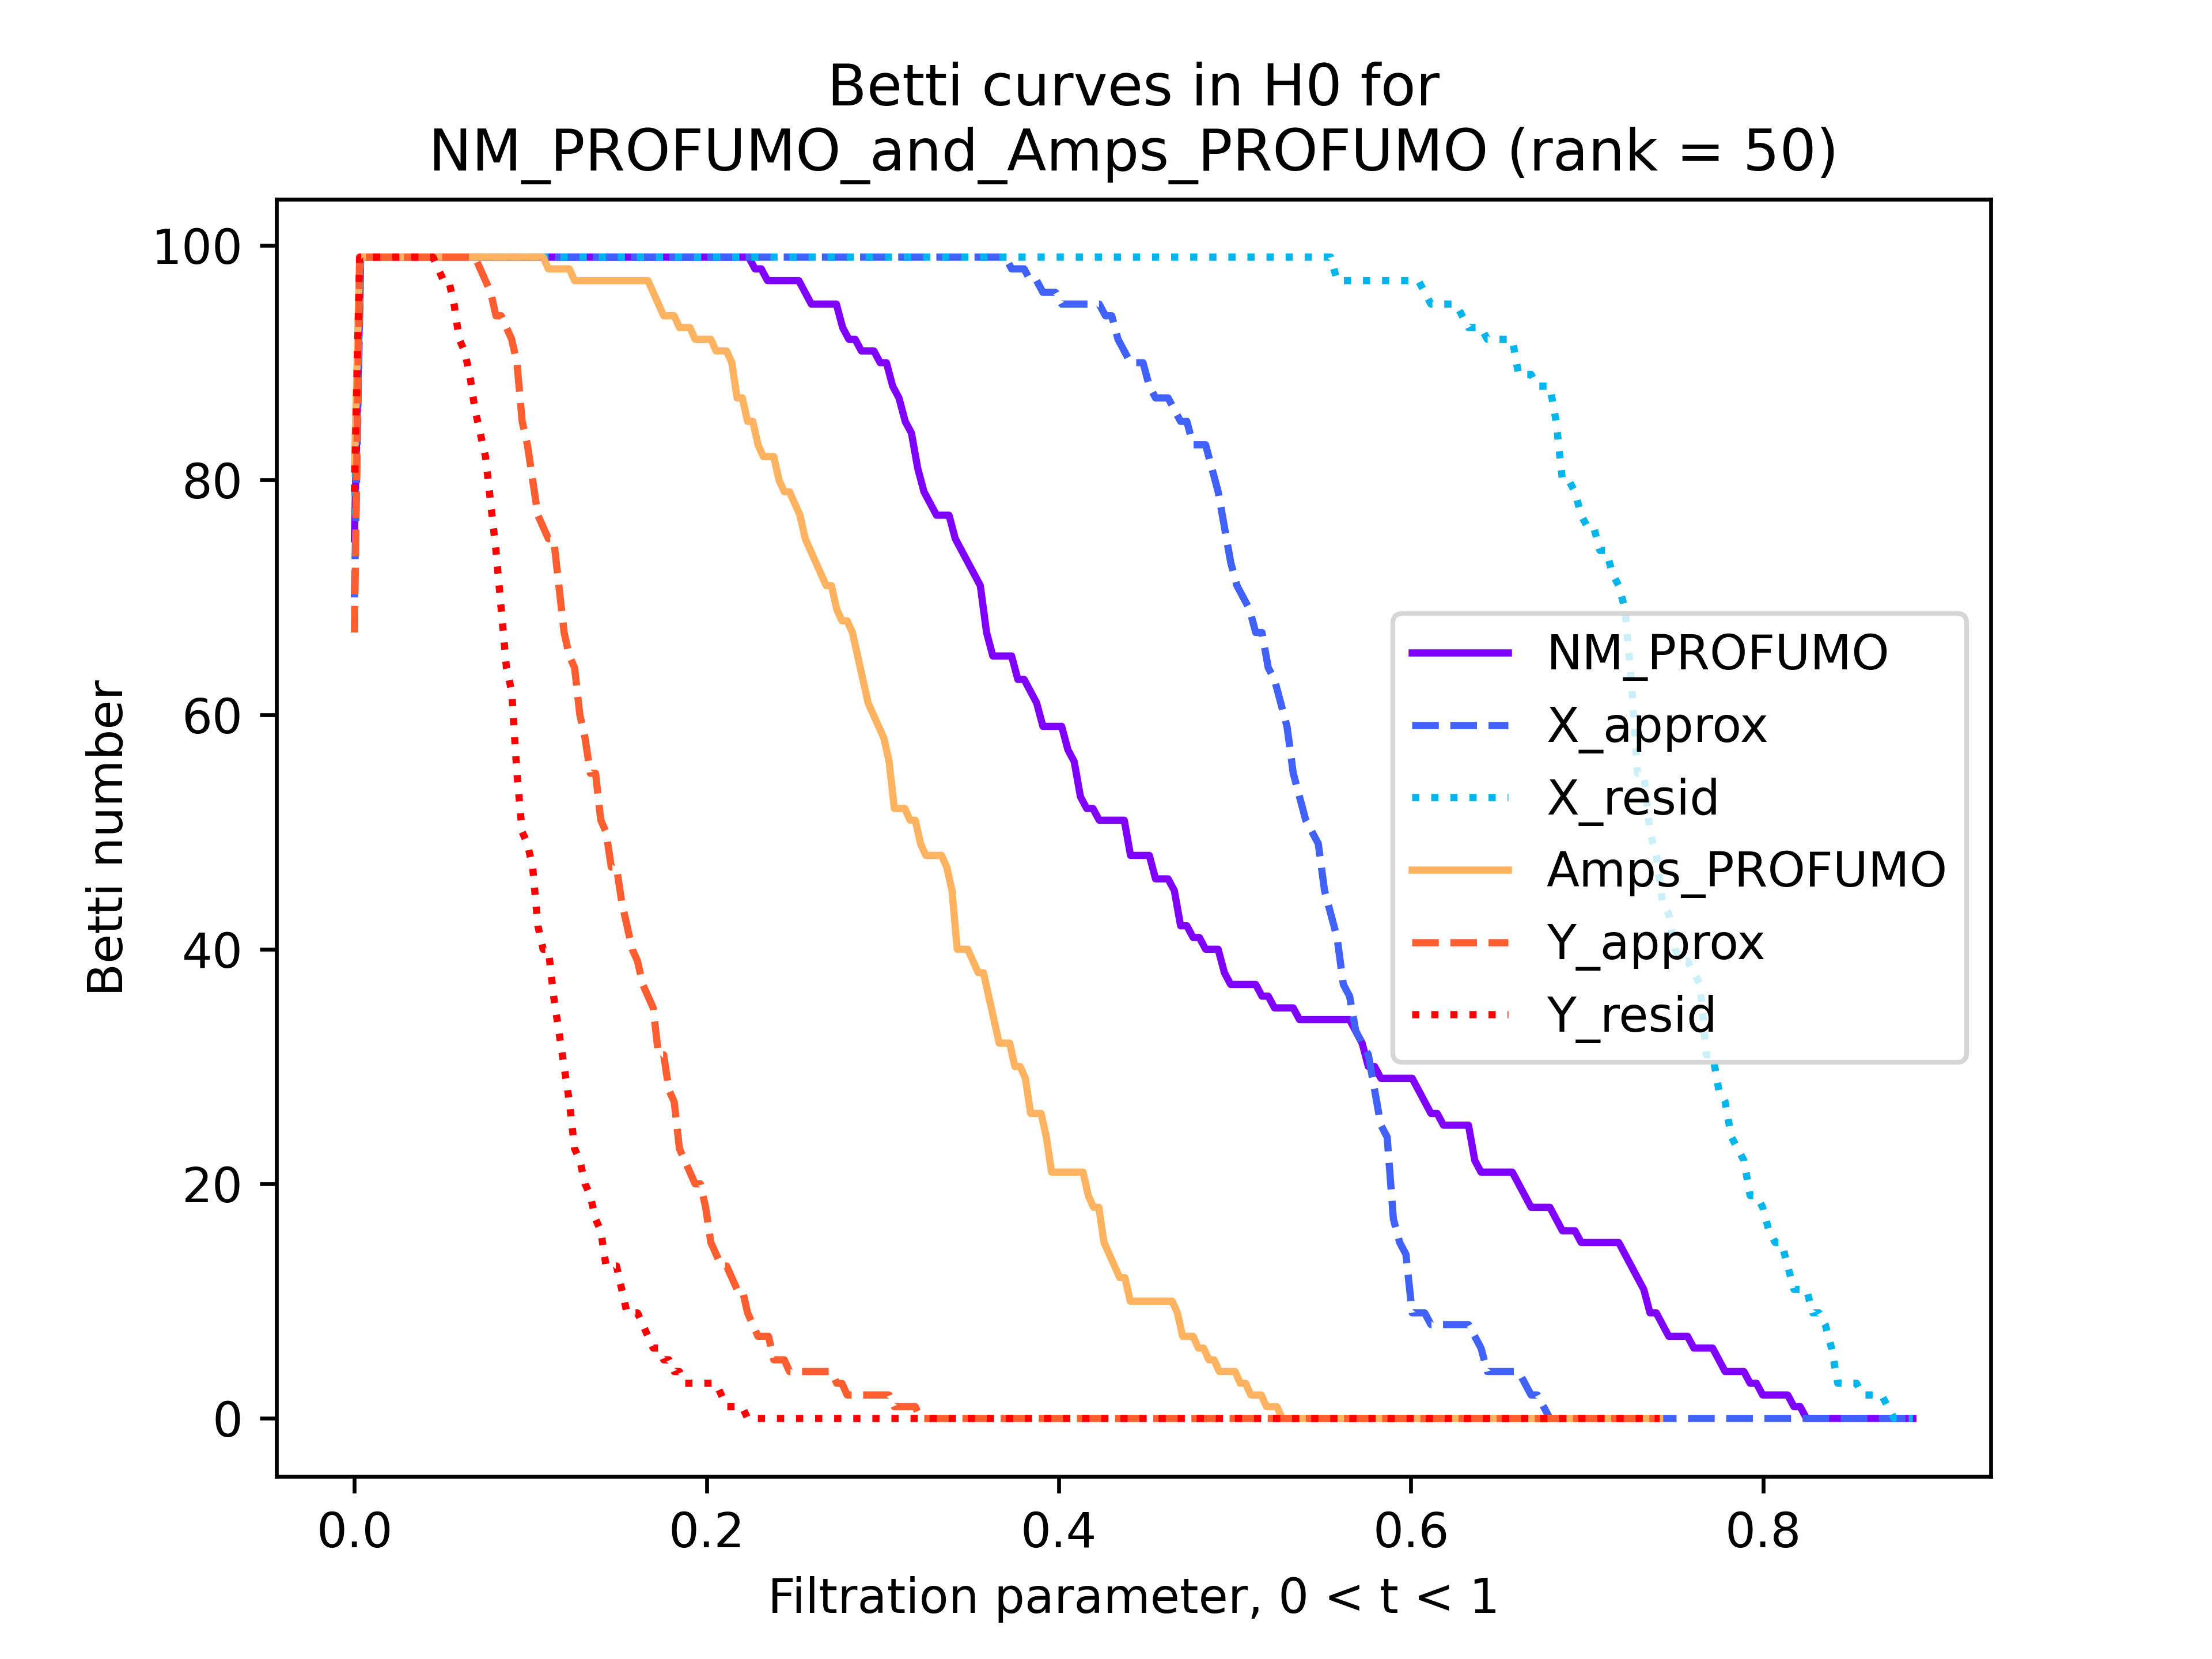 Betti curves in H0 for
NM_PROFUMO_and_Amps_PROFUMO (rank = 50)
Betti number
100
80
60
40
20
0
NM_PROFUMO
X_approx
X_resid
Amps_PROFUMO
Y_approx
Y_resid
0.0 0.2 0.4 0.6 0.8
Filtration parameter, 0 < t < 1